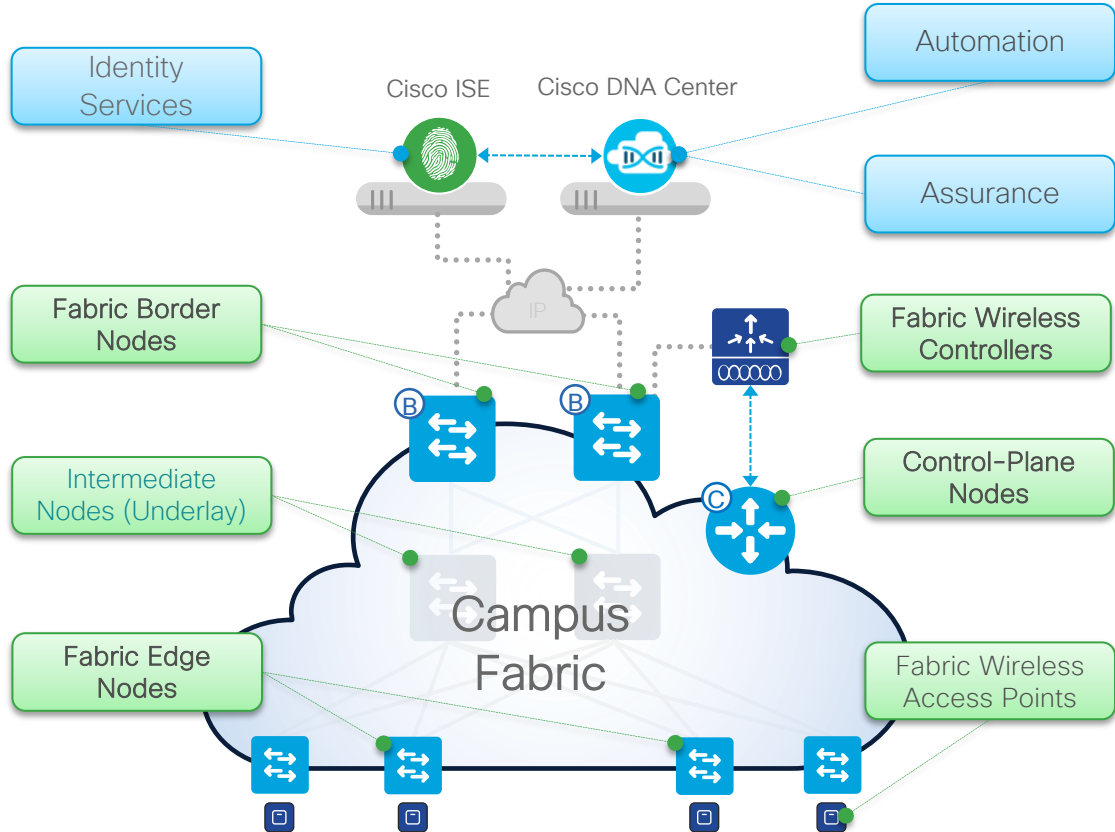 Identity
Services
Cisco ISE
Cisco DNA Center
Automation
Assurance
IP
Fabric Border
Nodes
Fabric Wireless
Controllers
B
B
Intermediate
Nodes (Underlay)
Control-Plane
Nodes
C
Campus
Fabric
Fabric Edge
Nodes
Fabric Wireless
Access Points